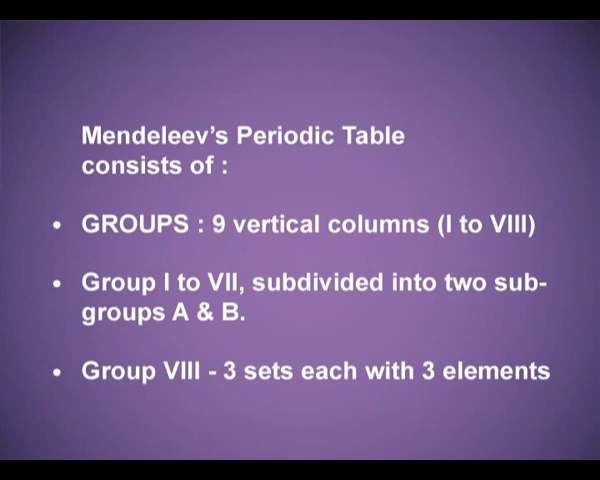 Mendeleev’s Periodic Table
consists of :
• GROUPS : 9 vertical columns (I to VIII)
• Group I to VII, subdivided into two sub-
groups A & B.
• Group VIII - 3 sets each with 3 elements